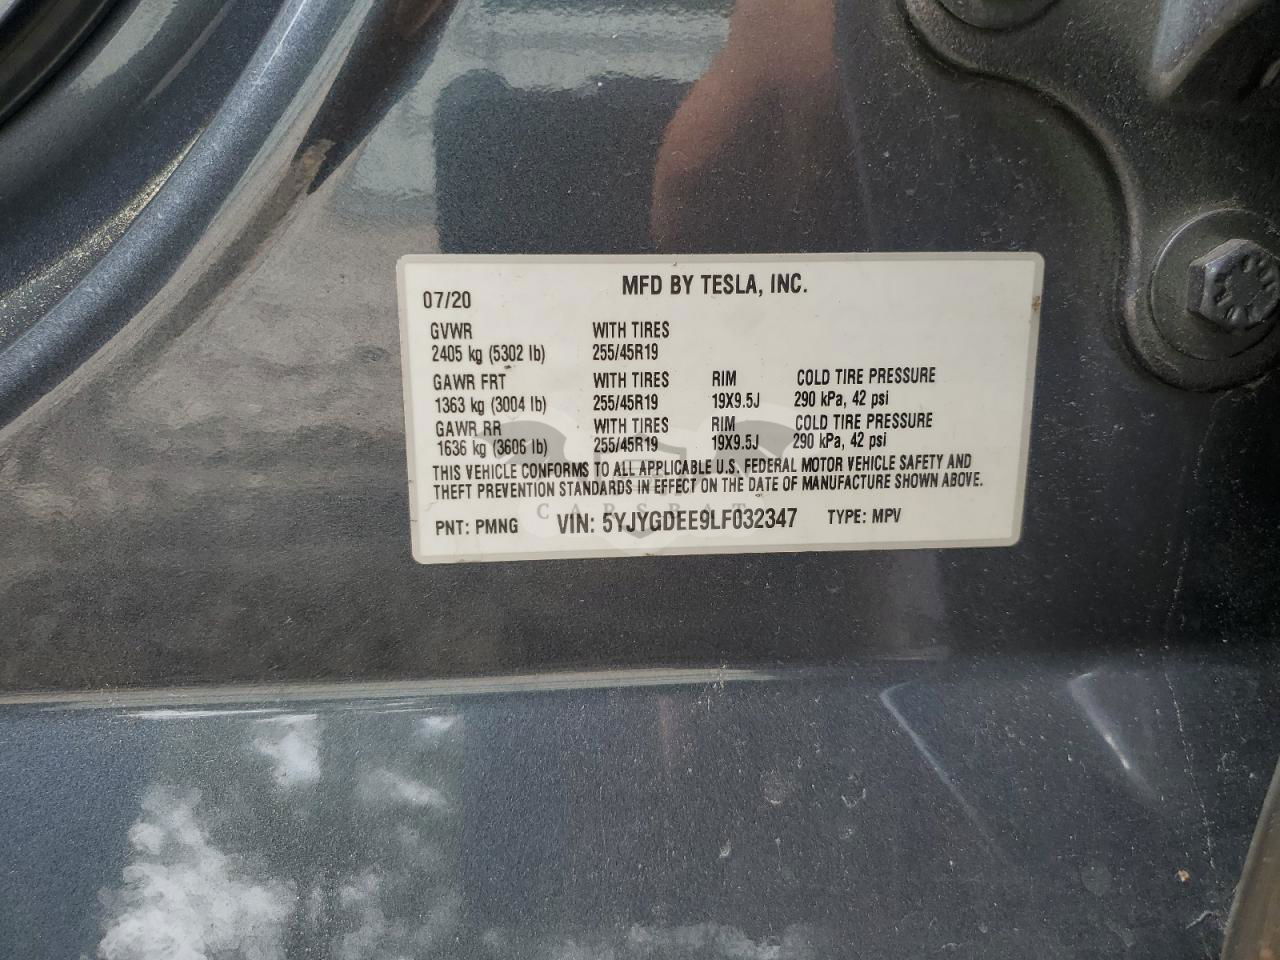 MFD BY TESLA, INC.
07/20
GVWR WITH TIRES
2405 kg (5302 lb) 255/45R19
GAWR FRT WITH TIRES RIM COLD TIRE PRESSURE
1363 kg (3004 lb) 255/45R19 19X9.5J 290 kPa, 42 psi
GAWR RR WITH TIRES RIM COLD TIRE PRESSURE
1636 kg (3606 lb) 255/45R19 19X9.5J 290 kPa, 42 psi
THIS VEHICLE CONFORMS TO ALL APPLICABLE U.S. FEDERAL MOTOR VEHICLE SAFETY AND
THEFT PREVENTION STANDARDS IN EFFECT ON THE DATE OF MANUFACTURE SHOWN ABOVE.
CARSBAT
PNT: PMNG VIN: 5YJYGDEE9LF032347 TYPE: MPV